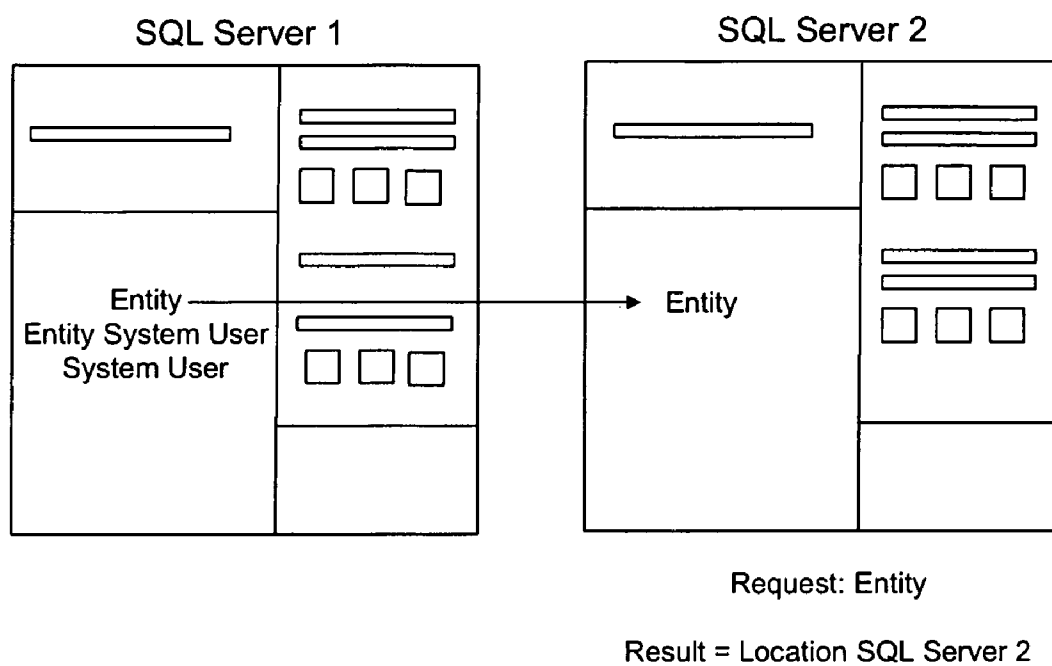 SQL Server 1
SQL Server 2
Entity
Entity System User
System User
Entity
Request: Entity
Result = Location SQL Server 2